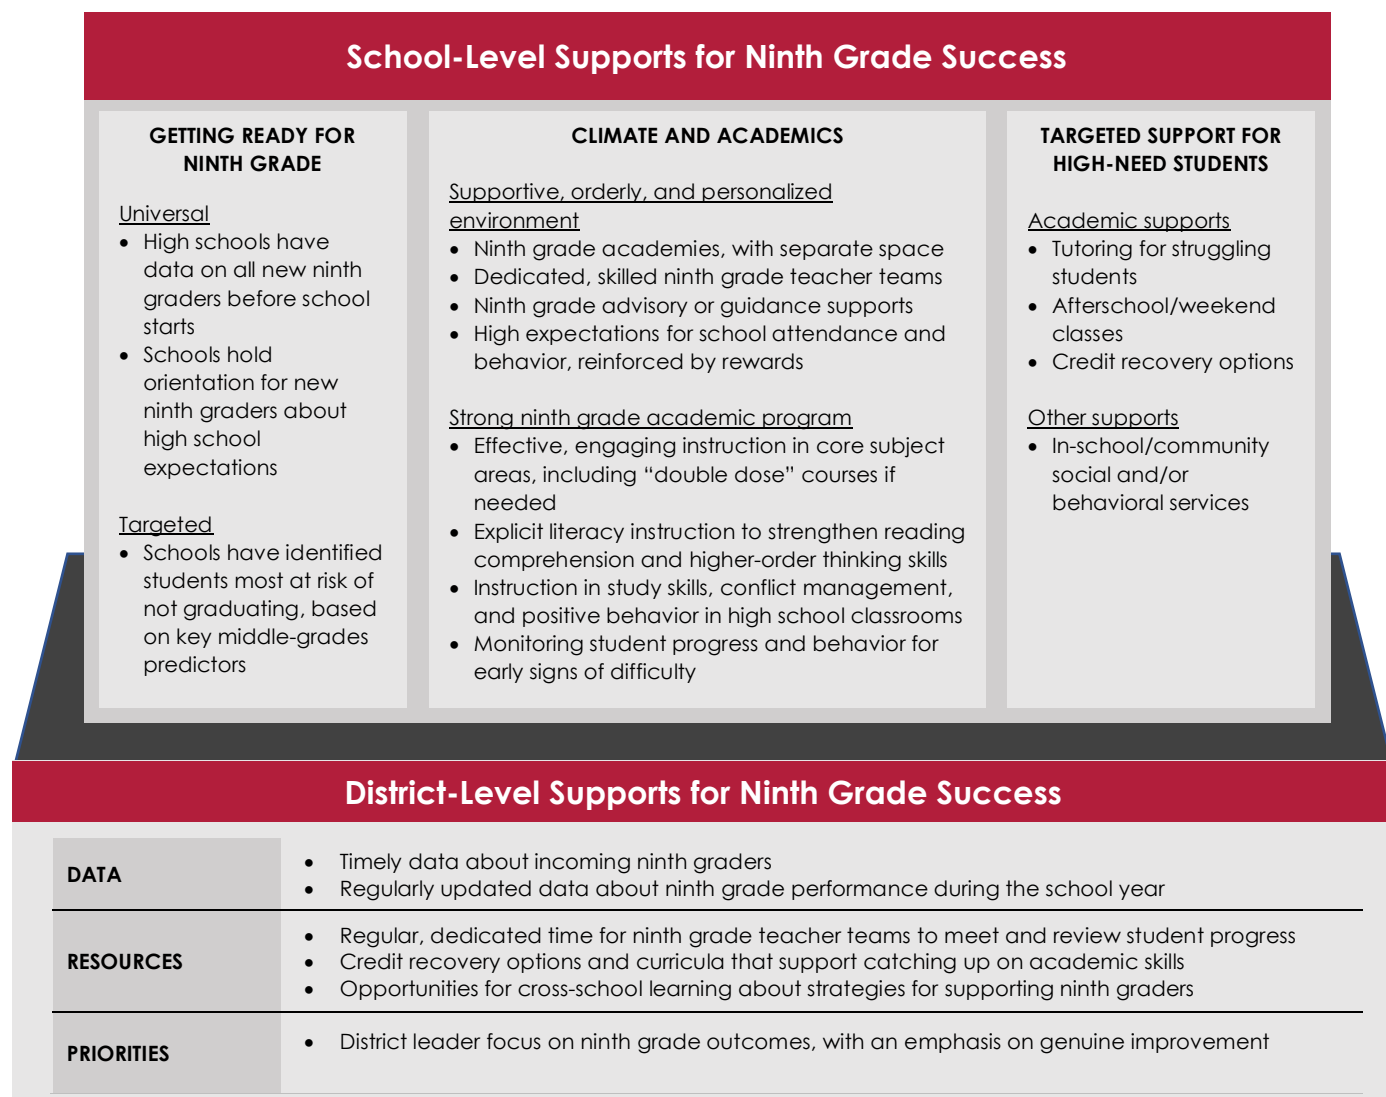 School-Level Supports for Ninth Grade Success
GETTING READY FOR
NINTH GRADE
Universal
• High schools have
data on all new ninth
graders before school
starts
• Schools hold
orientation for new
ninth graders about
high school
expectations
Targeted
• Schools have identified
students most at risk of
not graduating, based
on key middle-grades
predictors
CLIMATE AND ACADEMICS
Supportive, orderly, and personalized
environment
• Ninth grade academies, with separate space
• Dedicated, skilled ninth grade teacher teams
• Ninth grade advisory or guidance supports
• High expectations for school attendance and
behavior, reinforced by rewards
Strong ninth grade academic program
• Effective, engaging instruction in core subject
areas, including “double dose” courses if
needed
• Explicit literacy instruction to strengthen reading
comprehension and higher-order thinking skills
• Instruction in study skills, conflict management,
and positive behavior in high school classrooms
• Monitoring student progress and behavior for
early signs of difficulty
TARGETED SUPPORT FOR
HIGH-NEED STUDENTS
Academic supports
• Tutoring for struggling
students
• Afterschool/weekend
classes
• Credit recovery options
Other supports
• In-school/community
social and/or
behavioral services
District-Level Supports for Ninth Grade Success
DATA
• Timely data about incoming ninth graders
• Regularly updated data about ninth grade performance during the school year
RESOURCES
• Regular, dedicated time for ninth grade teacher teams to meet and review student progress
• Credit recovery options and curricula that support catching up on academic skills
• Opportunities for cross-school learning about strategies for supporting ninth graders
PRIORITIES
• District leader focus on ninth grade outcomes, with an emphasis on genuine improvement